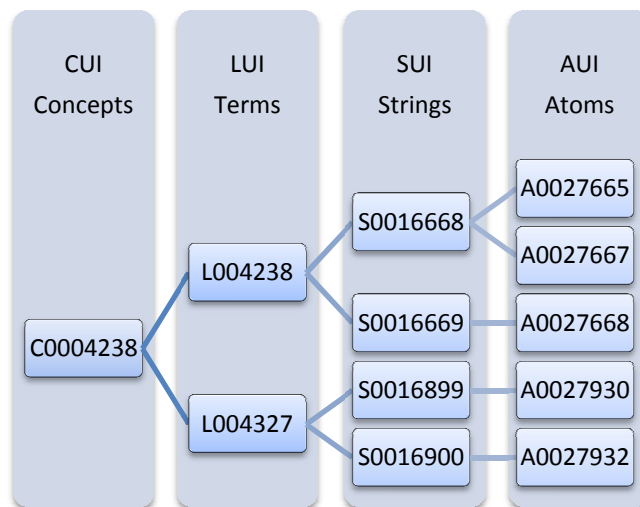 CUI
Concepts
LUI
Terms
SUI
Strings
AUI
Atoms
C0004238
L004238
L004327
S0016668
S0016669
S0016899
S0016900
A0027665
A0027667
A0027668
A0027930
A0027932